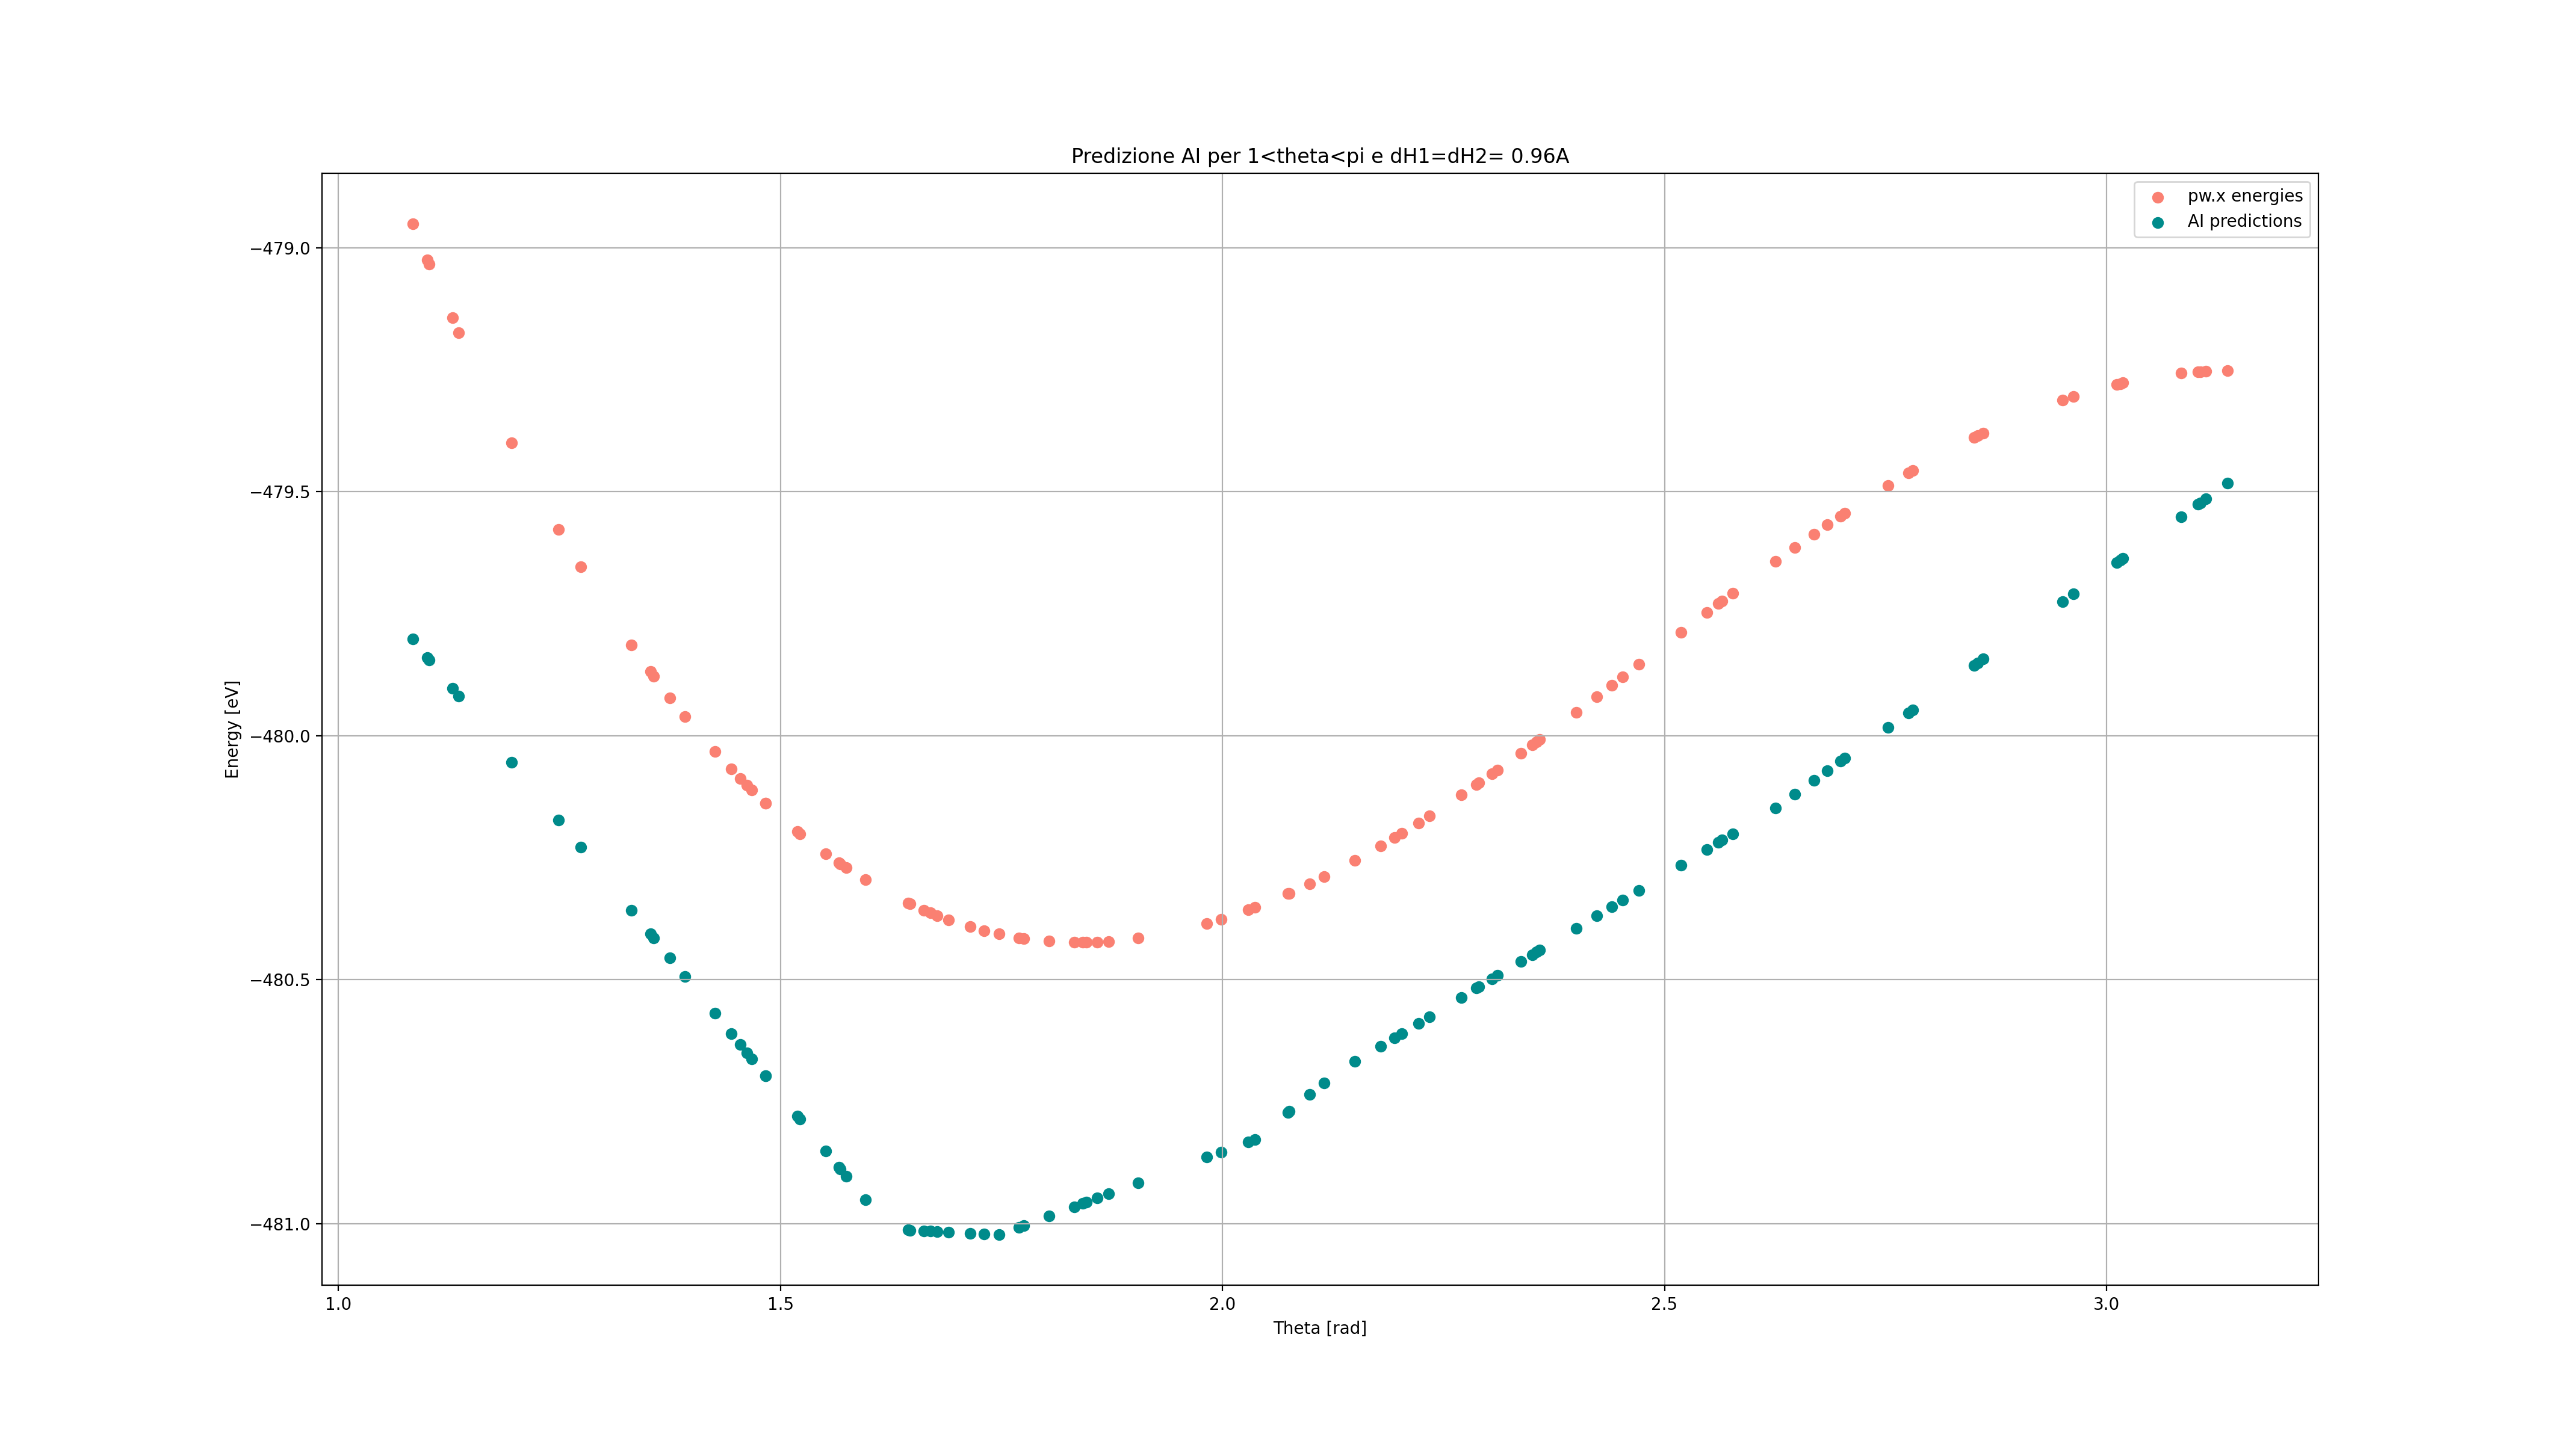 Predizione AI per 1<theta<pi e dH1=dH2= 0.96A
pw.x energies
AI predictions
−479.0
−479.5
−480.0
−480.5
−481.0
Energy [eV]
1.0 1.5 2.0 2.5 3.0
Theta [rad]